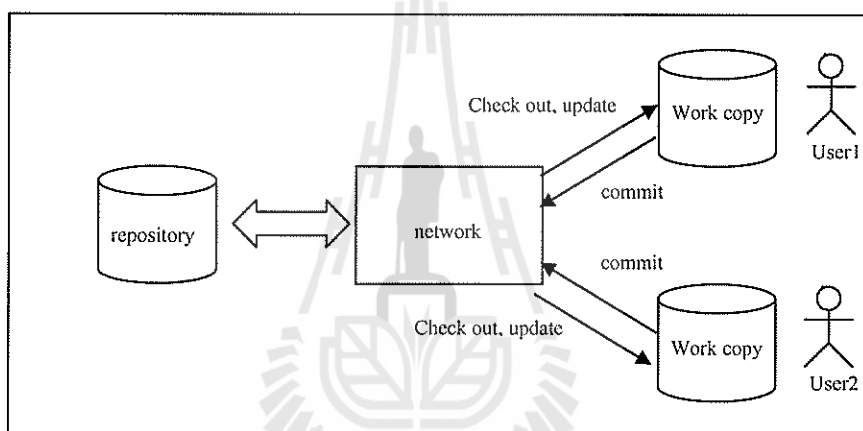 Check out, update
Work copy
User1
commit
repository
network
commit
Check out, update
Work copy
User2